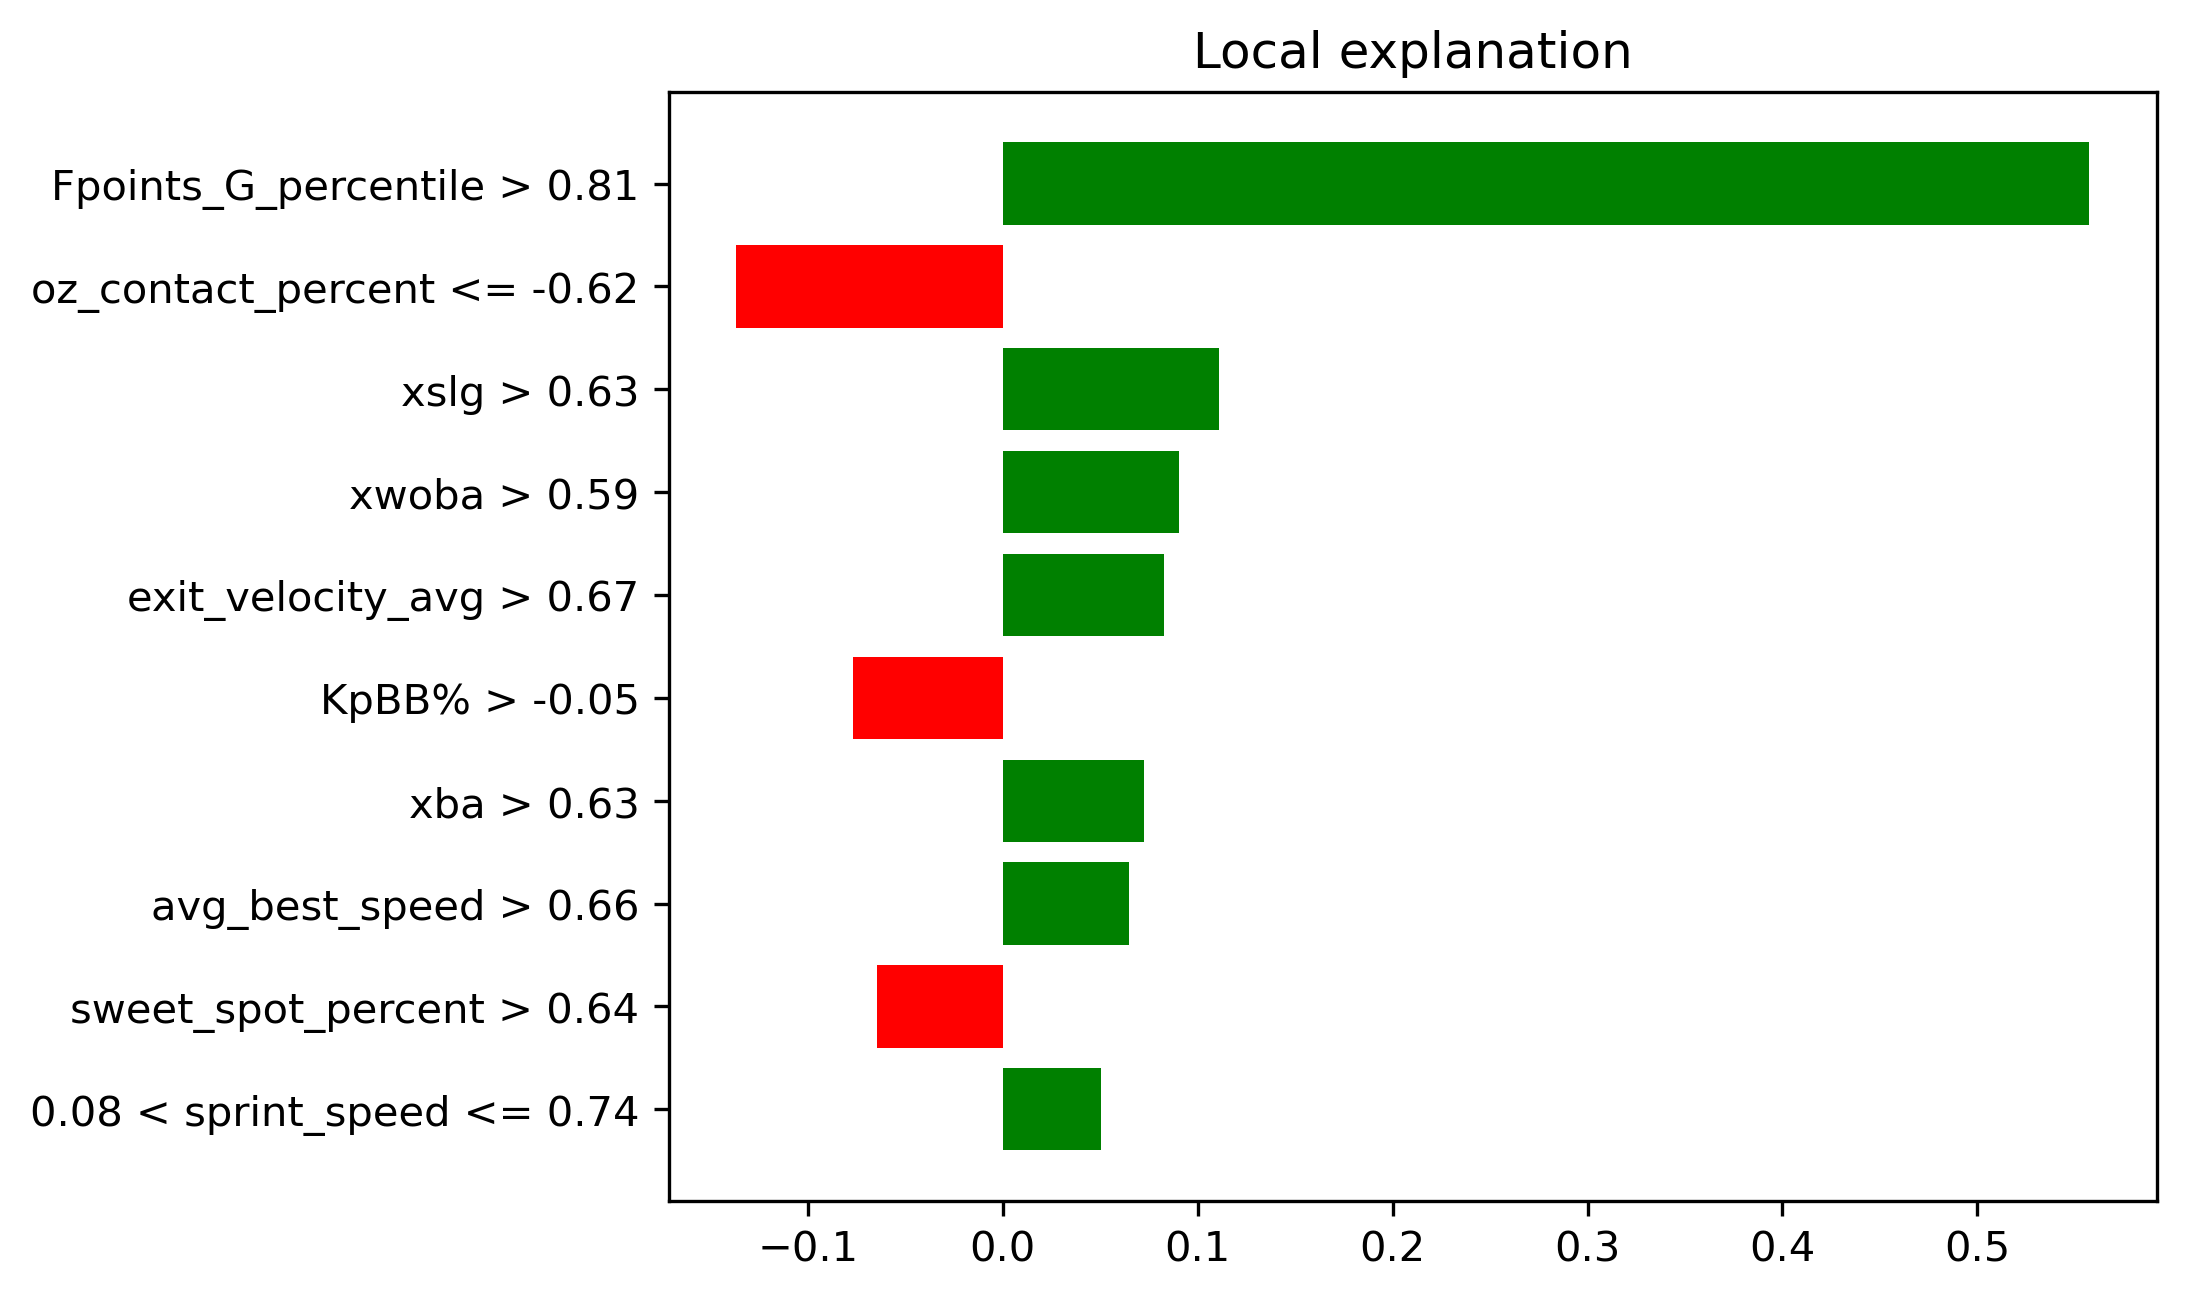 Local explanation
Fpoints_G_percentile > 0.81
oz_contact_percent <= -0.62
xslg > 0.63
xwoba > 0.59
exit_velocity_avg > 0.67
KpBB% > -0.05
xba > 0.63
avg_best_speed > 0.66
sweet_spot_percent > 0.64
0.08 < sprint_speed <= 0.74
−0.1 0.0 0.1 0.2 0.3 0.4 0.5